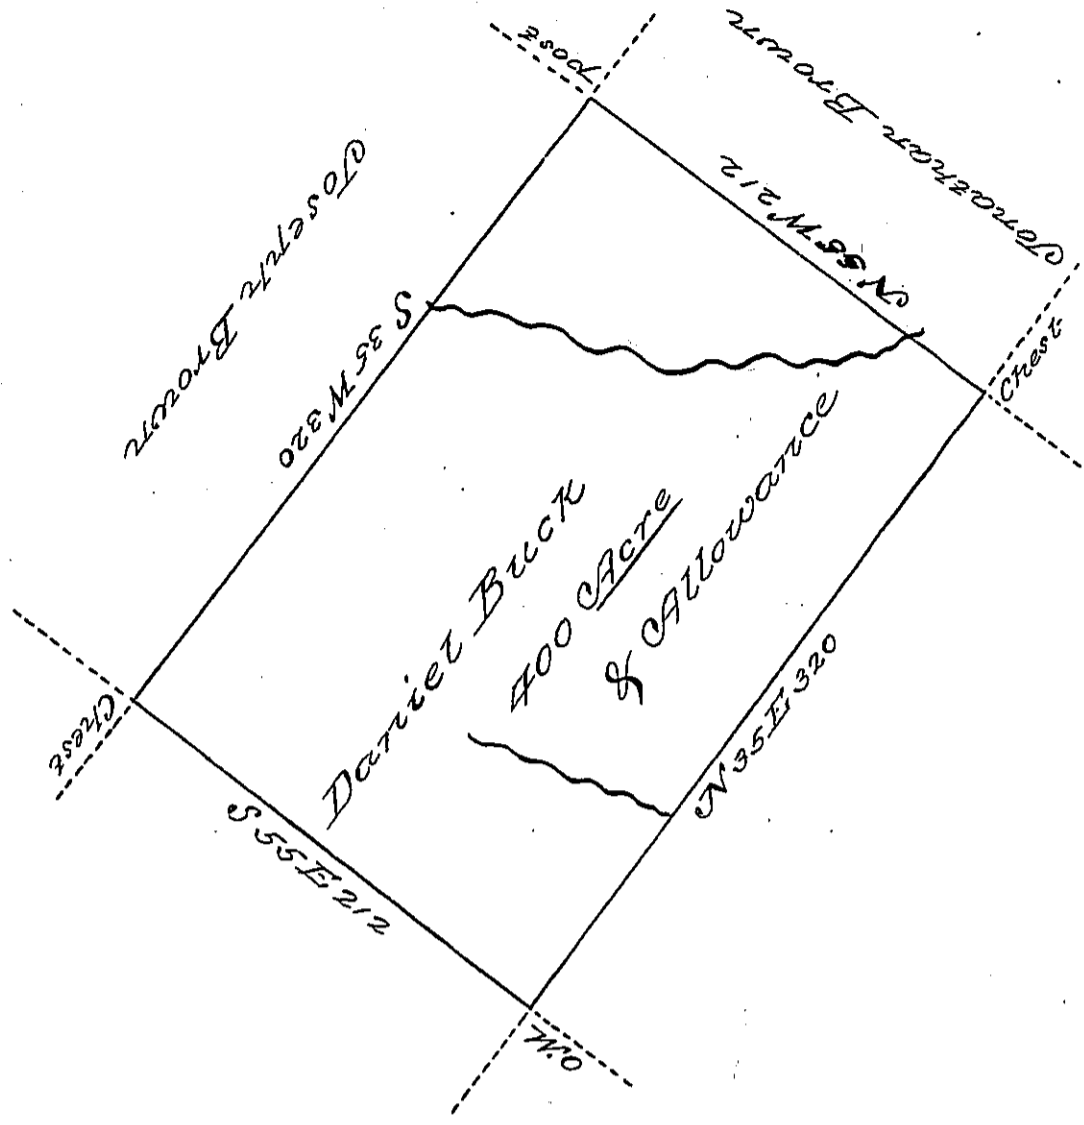 post
Jonathan Brown
Joseph Brown
N 55 W 212
S 35 W 320
Chest
Daniel Buck
400 Acre
& Allowance
Chest
N 35 E 320
S 55 E 212
W.O